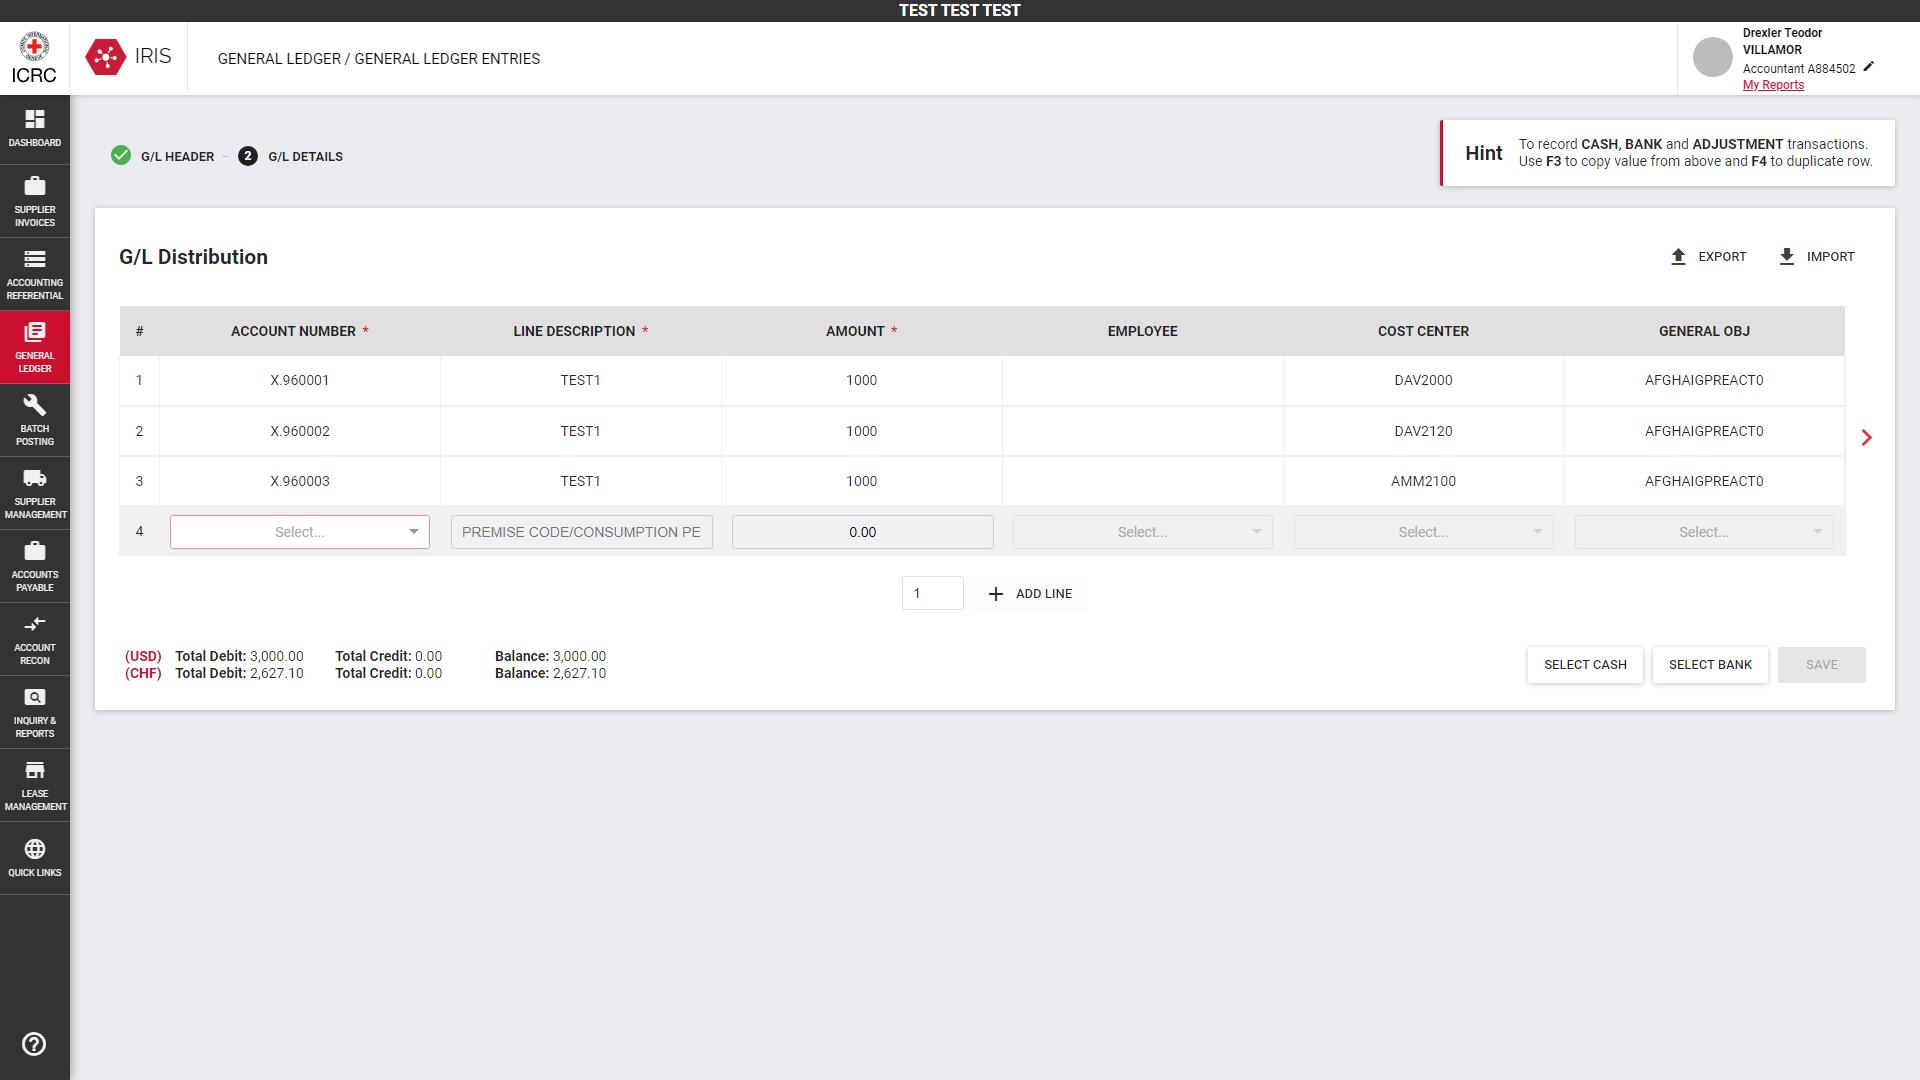 TEST TEST TEST
ICRC
IRIS
GENERAL LEDGER / GENERAL LEDGER ENTRIES
Drexler Teodor
VILLAMOR
Accountant A884502
My Reports
DASHBOARD
SUPPLIER
INVOICES
ACCOUNTING
REFERENTIAL
GENERAL
LEDGER
BATCH
POSTING
SUPPLIER
MANAGEMENT
ACCOUNTS
PAYABLE
ACCOUNT
RECON
INQUIRY &
REPORTS
LEASE
MANAGEMENT
QUICK LINKS
G/L HEADER – 2 G/L DETAILS
Hint
To record CASH, BANK and ADJUSTMENT transactions.
Use F3 to copy value from above and F4 to duplicate row.
G/L Distribution
EXPORT IMPORT
# ACCOUNT NUMBER * LINE DESCRIPTION * AMOUNT * EMPLOYEE COST CENTER GENERAL OBJ
1 X.960001 TEST1 1000 DAV2000 AFGHAIGPREACT0
2 X.960002 TEST1 1000 DAV2120 AFGHAIGPREACT0
3 X.960003 TEST1 1000 AMM2100 AFGHAIGPREACT0
4 Select... PREMISE CODE/CONSUMPTION PE 0.00 Select... Select... Select...
1 ADD LINE
(USD) Total Debit: 3,000.00 Total Credit: 0.00 Balance: 3,000.00
(CHF) Total Debit: 2,627.10 Total Credit: 0.00 Balance: 2,627.10
SELECT CASH SELECT BANK SAVE